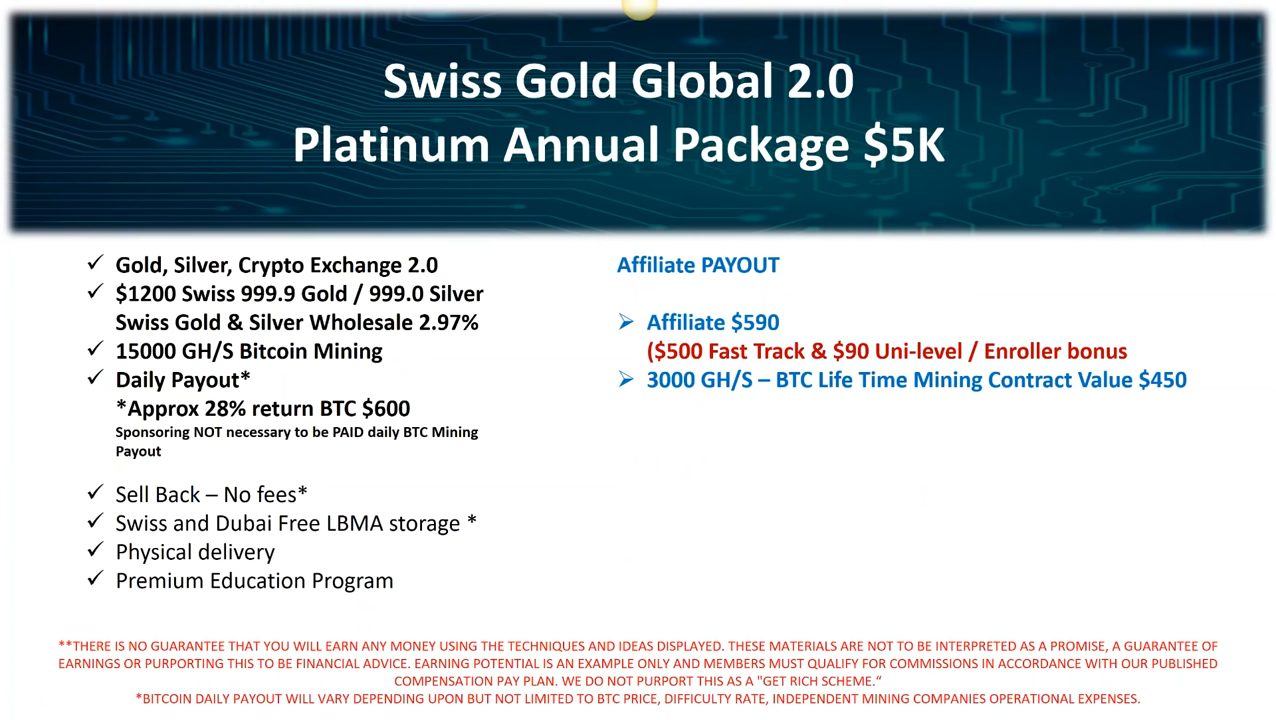 Swiss Gold Global 2.0
Platinum Annual Package $5K
✓ Gold, Silver, Crypto Exchange 2.0
✓ $1200 Swiss 999.9 Gold / 999.0 Silver
Swiss Gold & Silver Wholesale 2.97%
✓ 15000 GH/S Bitcoin Mining
✓ Daily Payout*
*Approx 28% return BTC $600
Sponsoring NOT necessary to be PAID daily BTC Mining
Payout
✓ Sell Back – No fees*
✓ Swiss and Dubai Free LBMA storage *
✓ Physical delivery
✓ Premium Education Program
Affiliate PAYOUT
➢ Affiliate $590
($500 Fast Track & $90 Uni-level / Enroller bonus
➢ 3000 GH/S – BTC Life Time Mining Contract Value $450
**THERE IS NO GUARANTEE THAT YOU WILL EARN ANY MONEY USING THE TECHNIQUES AND IDEAS DISPLAYED. THESE MATERIALS ARE NOT TO BE INTERPRETED AS A PROMISE, A GUARANTEE OF
EARNINGS OR PURPORTING THIS TO BE FINANCIAL ADVICE. EARNING POTENTIAL IS AN EXAMPLE ONLY AND MEMBERS MUST QUALIFY FOR COMMISSIONS IN ACCORDANCE WITH OUR PUBLISHED
COMPENSATION PAY PLAN. WE DO NOT PURPORT THIS AS A "GET RICH SCHEME.“
*BITCOIN DAILY PAYOUT WILL VARY DEPENDING UPON BUT NOT LIMITED TO BTC PRICE, DIFFICULTY RATE, INDEPENDENT MINING COMPANIES OPERATIONAL EXPENSES.